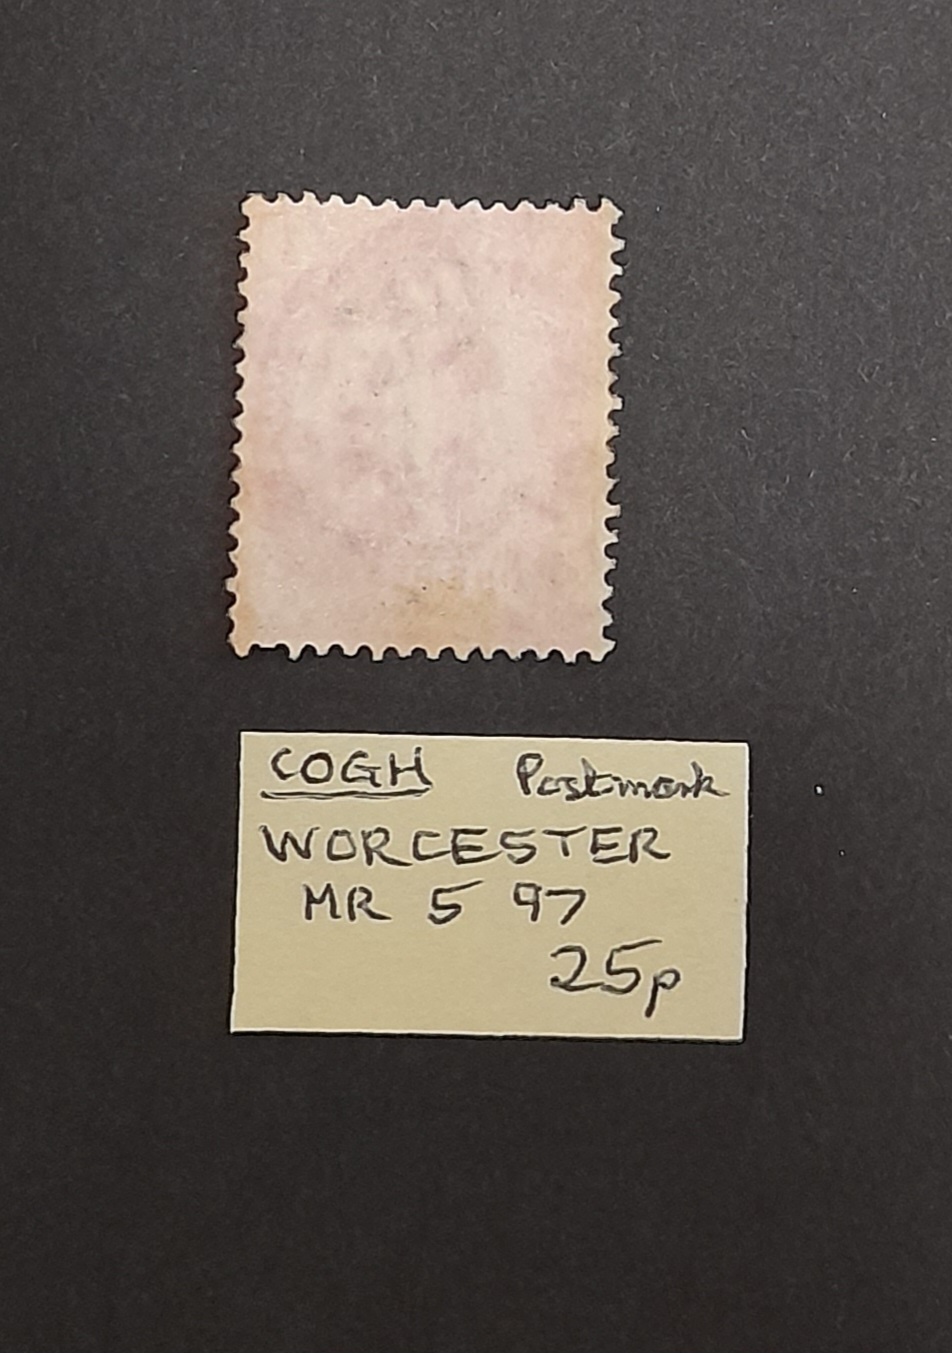 COGH Postmark
WORCESTER
MR 5 97
25p